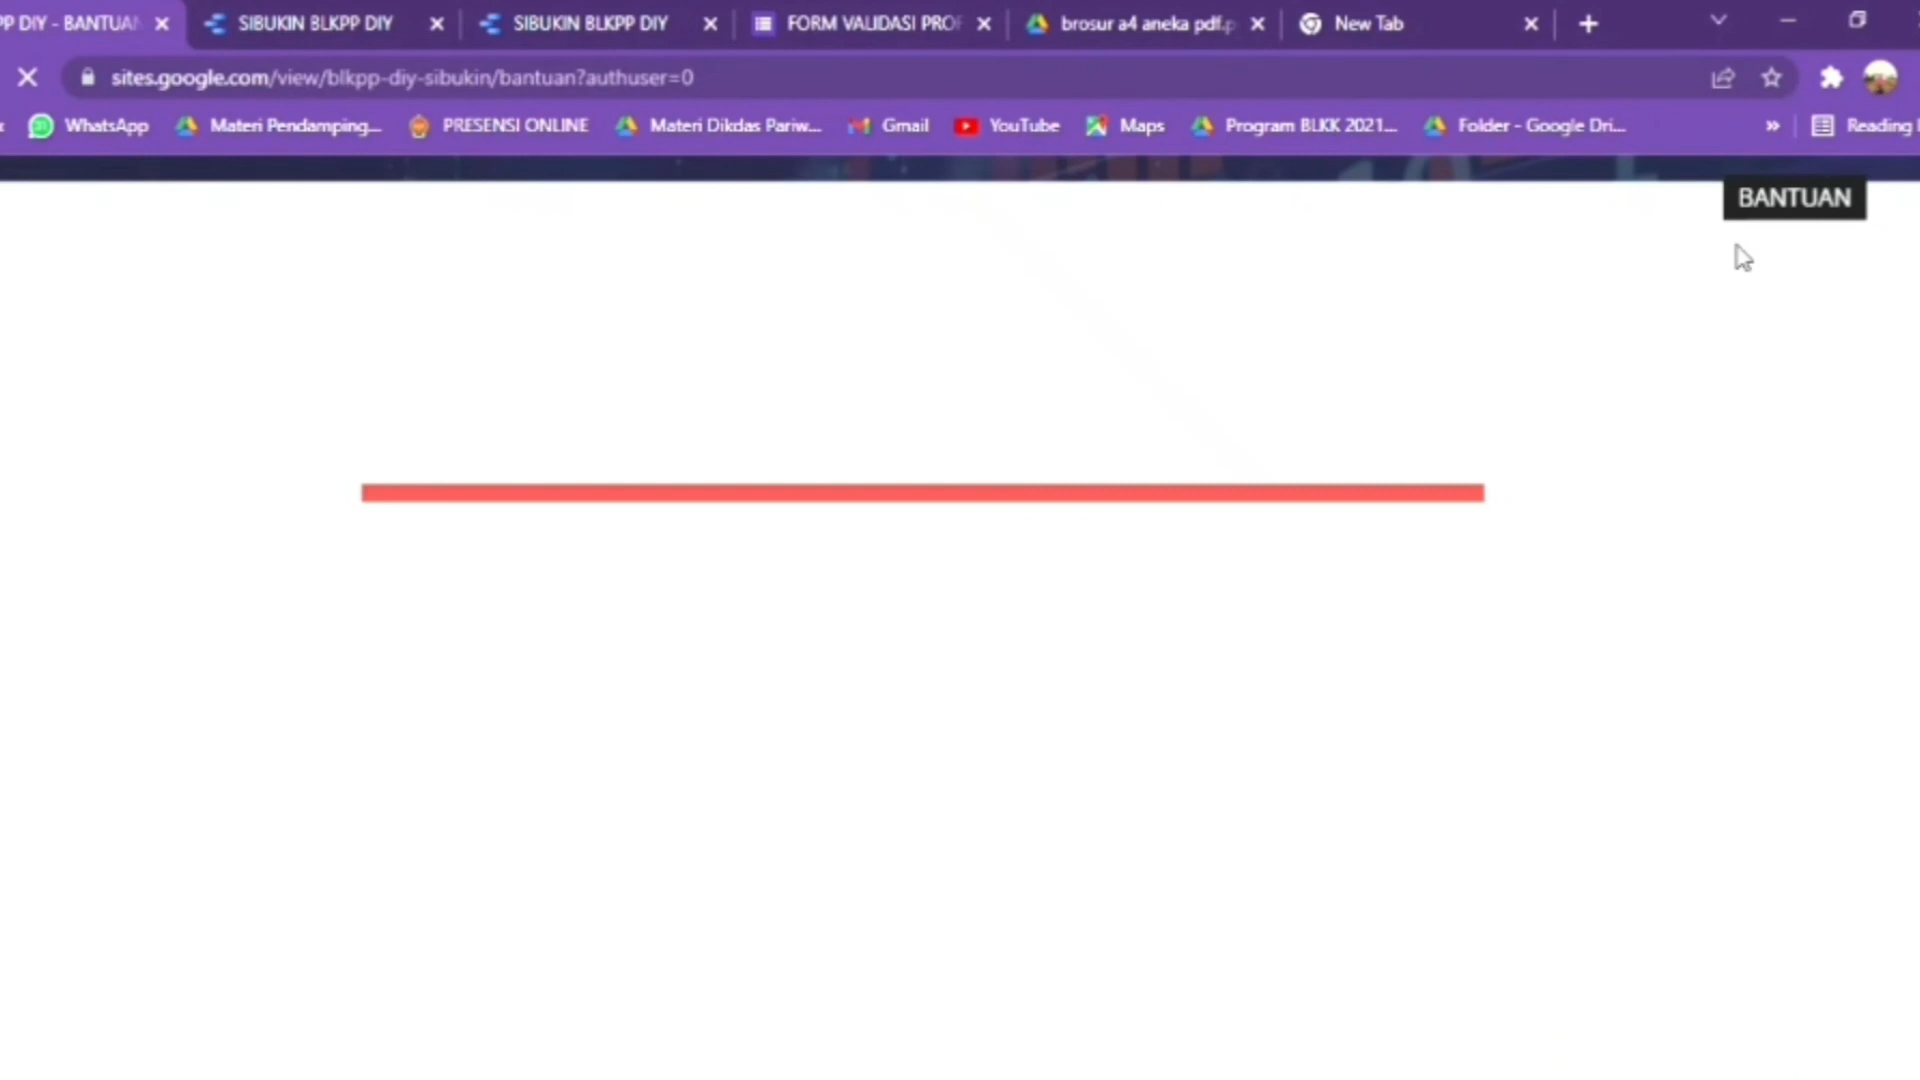 PP DIY - BANTUAN
SIBUKIN BLKPP DIY
SIBUKIN BLKPP DIY
FORM VALIDASI PROF
brosur a4 aneka pdf.p
New Tab
sites.google.com/view/blkpp-diy-sibukin/bantuan?authuser=0
WhatsApp
Materi Pendamping...
PRESENSI ONLINE
Materi Dikdas Pariw...
Gmail
YouTube
Maps
Program BLKK 2021...
Folder - Google Dri...
»
Reading
BANTUAN